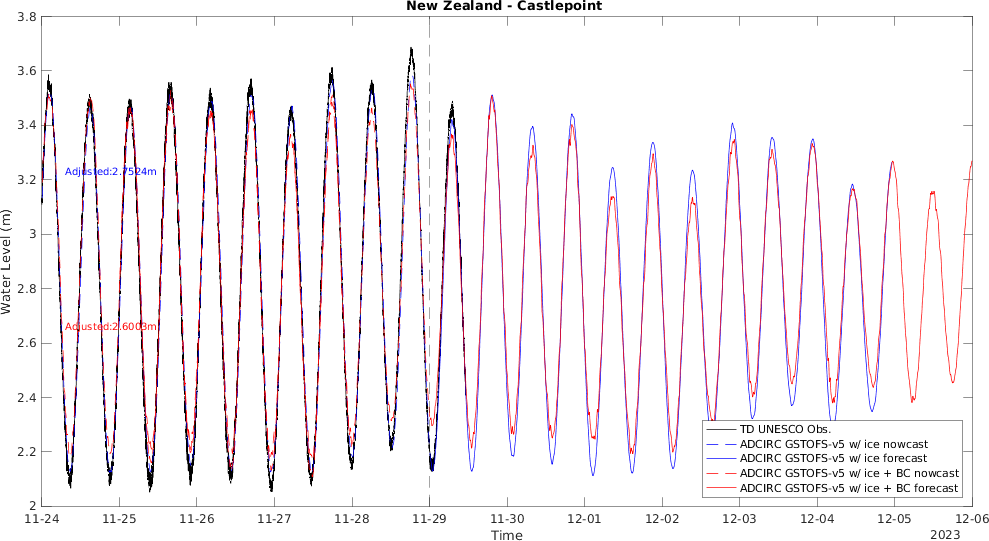 New Zealand - Castlepoint
3.8
3.6
3.4
3.2
3
2.8
2.6
2.4
2.2
2
Water Level (m)
Adjusted:2.7524m
Adjusted:2.6003m
TD UNESCO Obs.
ADCIRC GSTOFS-v5 w/ ice nowcast
ADCIRC GSTOFS-v5 w/ ice forecast
ADCIRC GSTOFS-v5 w/ ice + BC nowcast
ADCIRC GSTOFS-v5 w/ ice + BC forecast
11-24 11-25 11-26 11-27 11-28 11-29 11-30 12-01 12-02 12-03 12-04 12-05 12-06
Time
2023